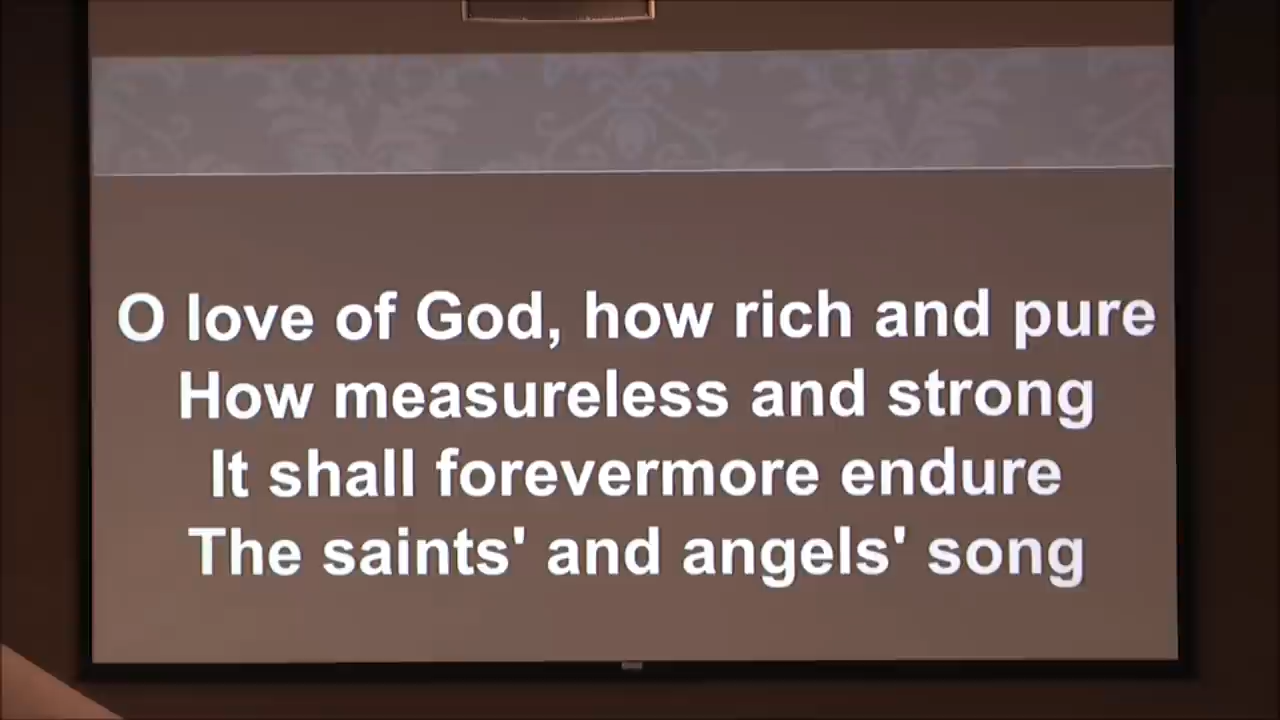 O love of God, how rich and pure
How measureless and strong
It shall forevermore endure
The saints' and angels' song